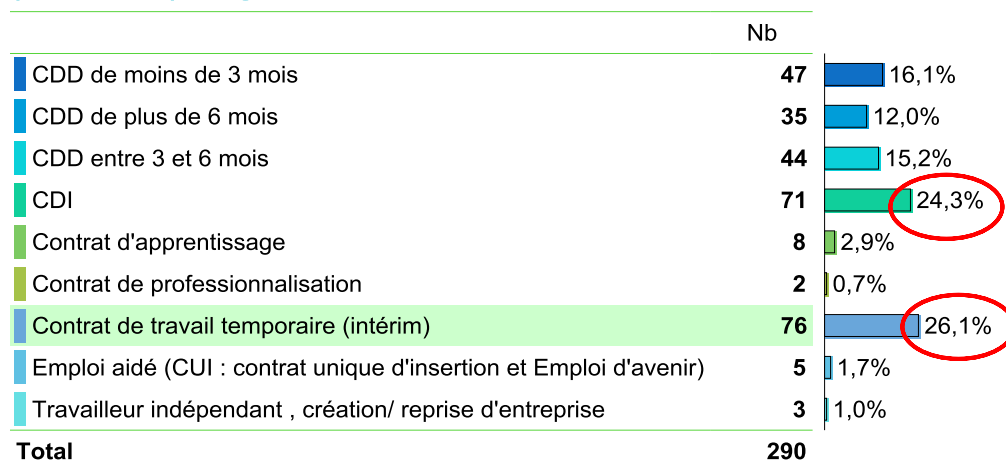 Nb
CDD de moins de 3 mois 47 16,1%
CDD de plus de 6 mois 35 12,0%
CDD entre 3 et 6 mois 44 15,2%
CDI 71 24,3%
Contrat d'apprentissage 8 2,9%
Contrat de professionnalisation 2 0,7%
Contrat de travail temporaire (intérim) 76 26,1%
Emploi aidé (CUI : contrat unique d'insertion et Emploi d'avenir) 5 1,7%
Travailleur indépendant , création/ reprise d'entreprise 3 1,0%
Total 290